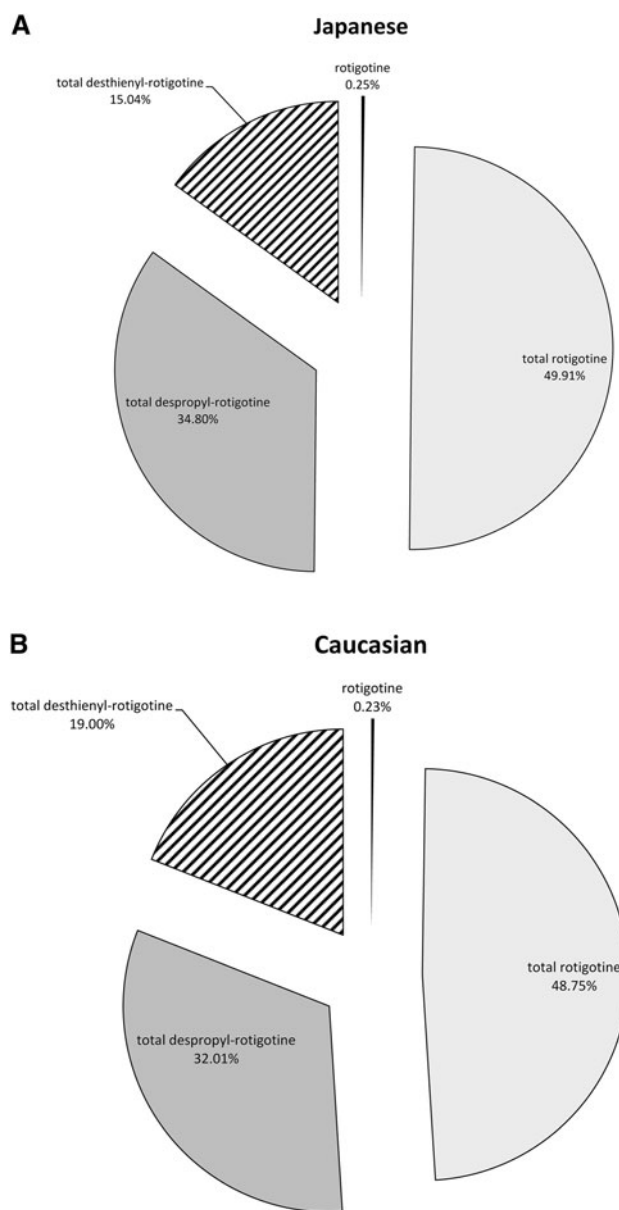 A
Japanese
total desthienyl-rotigotine
15.04%
rotigotine
0.25%
total rotigotine
49.91%
total despropyl-rotigotine
34.80%
B
Caucasian
total desthienyl-rotigotine
19.00%
rotigotine
0.23%
total rotigotine
48.75%
total despropyl-rotigotine
32.01%